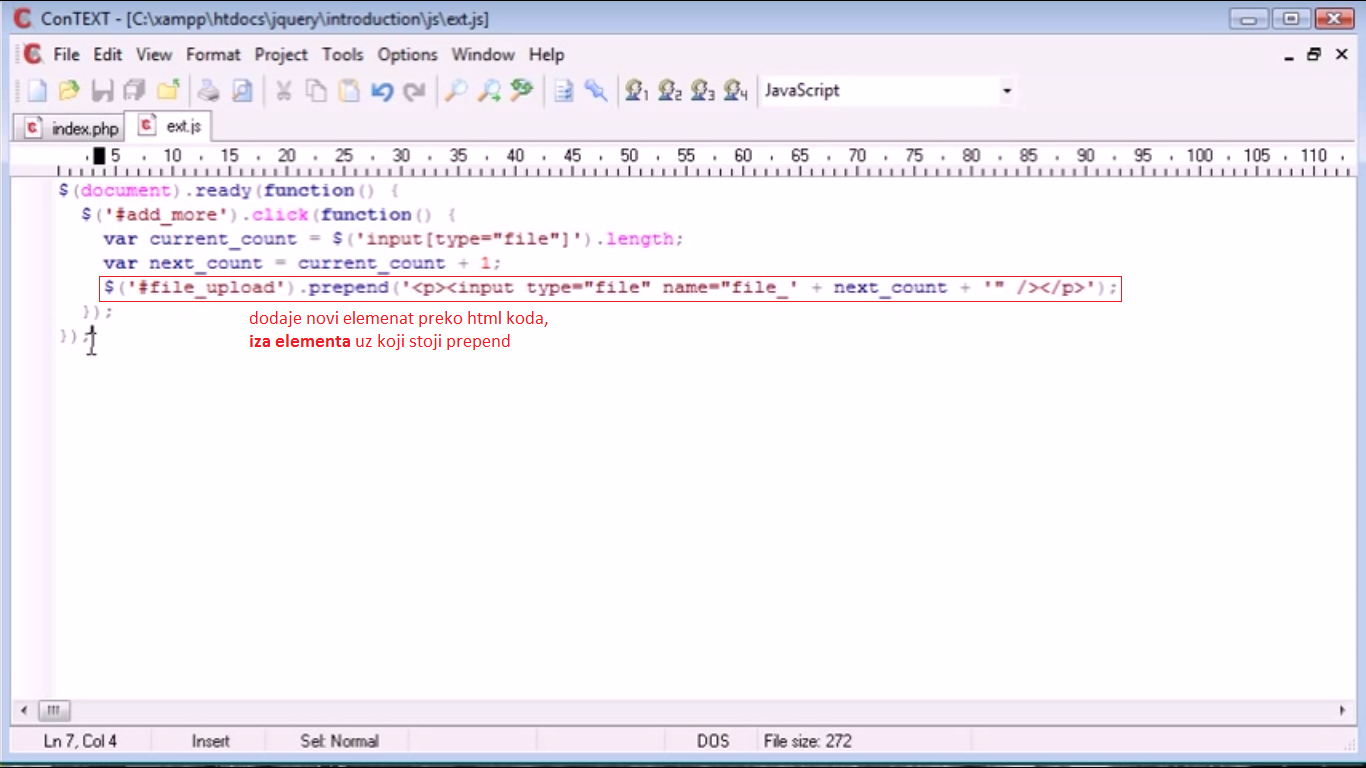 ConTEXT - [C:\xampp\htdocs\jquery\introduction\js\ext.js]
File Edit View Format Project Tools Options Window Help
1 2 3 4 JavaScript
index.php ext.js
5 10 15 20 25 30 35 40 45 50 55 60 65 70 75 80 85 90 95 100 105 110
$(document).ready(function() {
$('#add_more').click(function() {
var current_count = $('input[type="file"]').length;
var next_count = current_count + 1;
$('#file_upload').prepend('<p><input type="file" name="file_' + next_count + '" /></p>');
});
dodaje novi elemenat preko html koda,
});
iza elementa uz koji stoji prepend
Ln 7, Col 4 Insert Sel: Normal DOS File size: 272